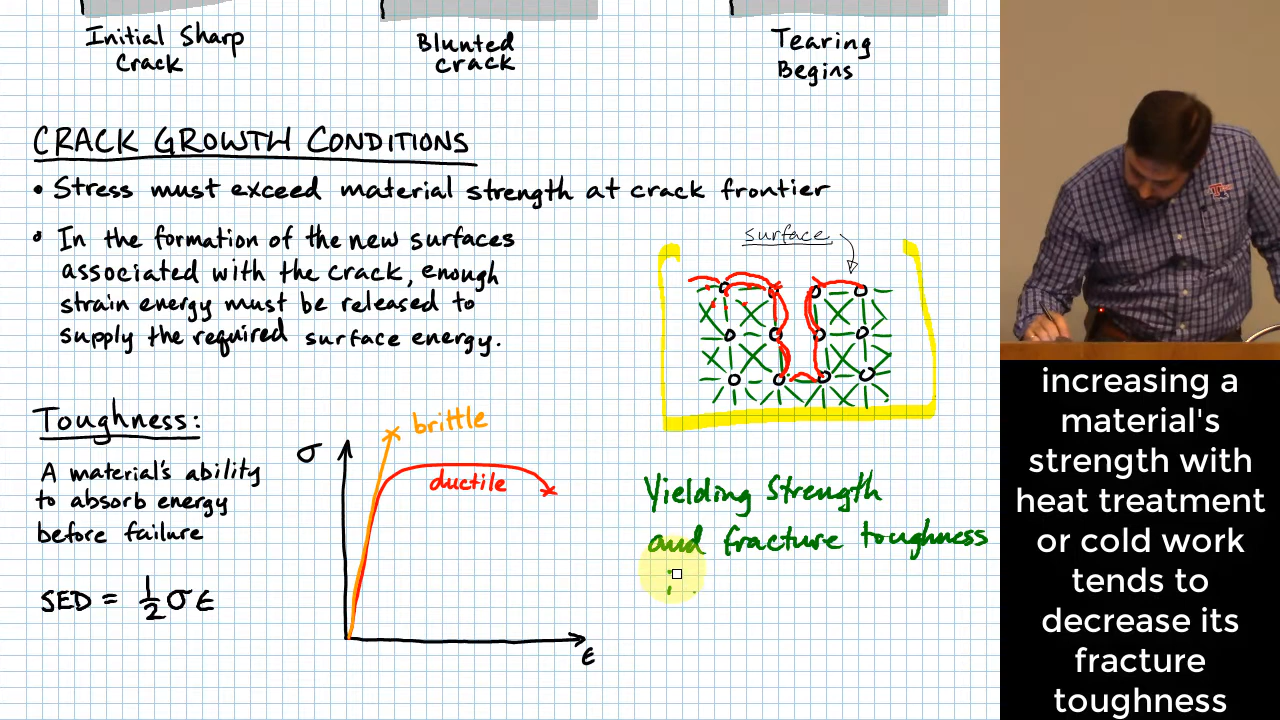 Initial Sharp
Crack
Blunted
Crack
Tearing
Begins
CRACK GROWTH CONDITIONS
• Stress must exceed material strength at crack frontier
• In the formation of the new surfaces
associated with the crack, enough
strain energy must be released to
supply the required surface energy.
surface
Toughness:
A material's ability
to absorb energy
before failure
SED = 1/2 σ ε
σ
brittle
ductile
ε
Yielding Strength
and fracture toughness
increasing a
material's
strength with
heat treatment
or cold work
tends to
decrease its
fracture
toughness